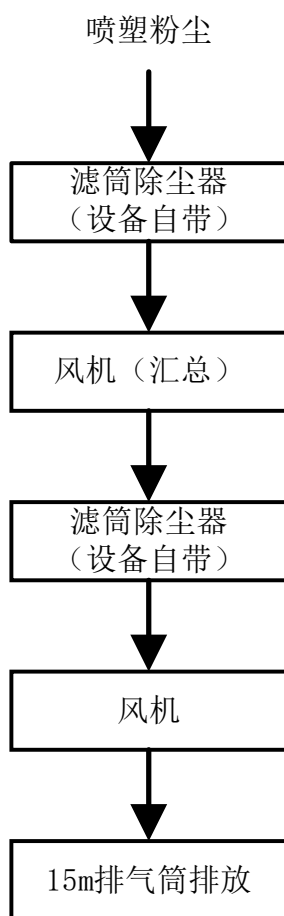 喷塑粉尘
滤筒除尘器
（设备自带）
风机（汇总）
滤筒除尘器
（设备自带）
风机
15m排气筒排放